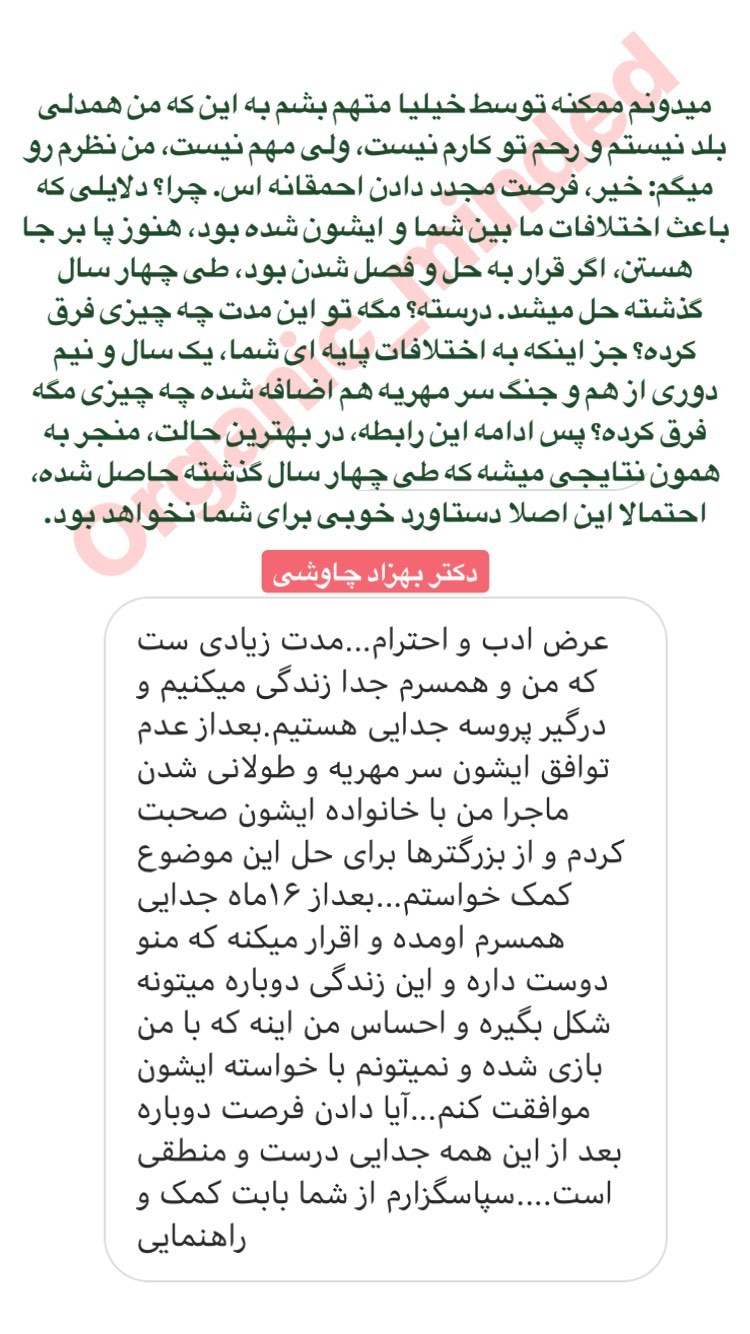 میدونم ممکنه توسط خیلیا متهم بشم به این که من همدلی
بلد نیستم و رحم تو کارم نیست، ولی مهم نیست، من نظرم رو
میگم: خیر، فرصت مجدد دادن احمقانه اس. چرا؟ دلایلی که
باعث اختلافات ما بین شما و ایشون شده بود، هنوز پا بر جا
هستن، اگر قرار به حل و فصل شدن بود، طی چهار سال
گذشته حل میشد. درسته؟ مگه تو این مدت چه چیزی فرق
کرده؟ جز اینکه به اختلافات پایه ای شما، یک سال و نیم
دوری از هم و جنگ سر مهریه هم اضافه شده چه چیزی مگه
فرق کرده؟ پس ادامه این رابطه، در بهترین حالت، منجر به
همون نتایجی میشه که طی چهار سال گذشته حاصل شده،
احتمالا این اصلا دستاورد خوبی برای شما نخواهد بود.
Organic_minded
دکتر بهزاد چاوشی
عرض ادب و احترام...مدت زیادی ست
که من و همسرم جدا زندگی میکنیم و
درگیر پروسه جدایی هستیم.بعداز عدم
توافق ایشون سر مهریه و طولانی شدن
ماجرا من با خانواده ایشون صحبت
کردم و از بزرگترها برای حل این موضوع
کمک خواستم...بعداز ۱۶ماه جدایی
همسرم اومده و اقرار میکنه که منو
دوست داره و این زندگی دوباره میتونه
شکل بگیره و احساس من اینه که با من
بازی شده و نمیتونم با خواسته ایشون
موافقت کنم...آیا دادن فرصت دوباره
بعد از این همه جدایی درست و منطقی
است....سپاسگزارم از شما بابت کمک و
راهنمایی